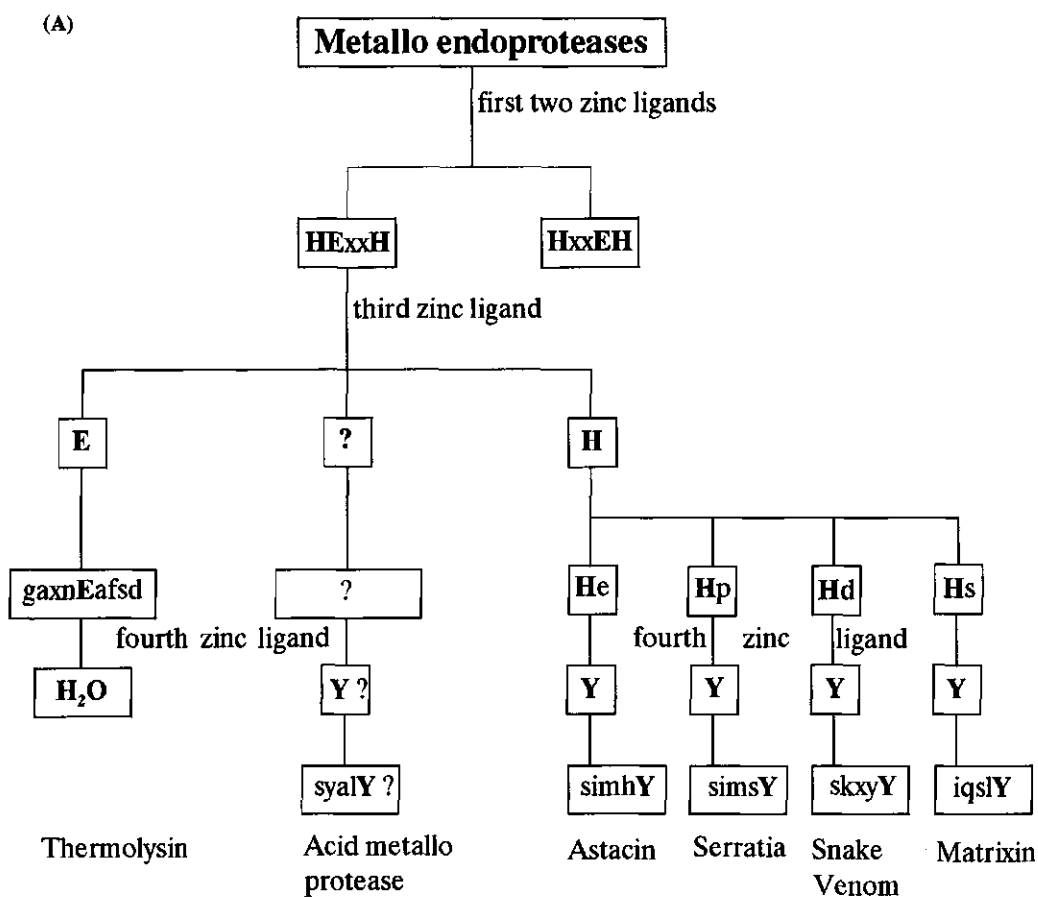 (A)
Metallo endoproteases
first two zinc ligands
HExxH HxxEH
third zinc ligand
E ? H
gaxnEafsd ? He Hp Hd Hs
fourth zinc ligand fourth zinc ligand
H₂O Y ? Y Y Y Y
syalY ? simhY simsY skxyY iqslY
Thermolysin Acid metallo Astacin Serratia Snake Matrixin
protease Venom